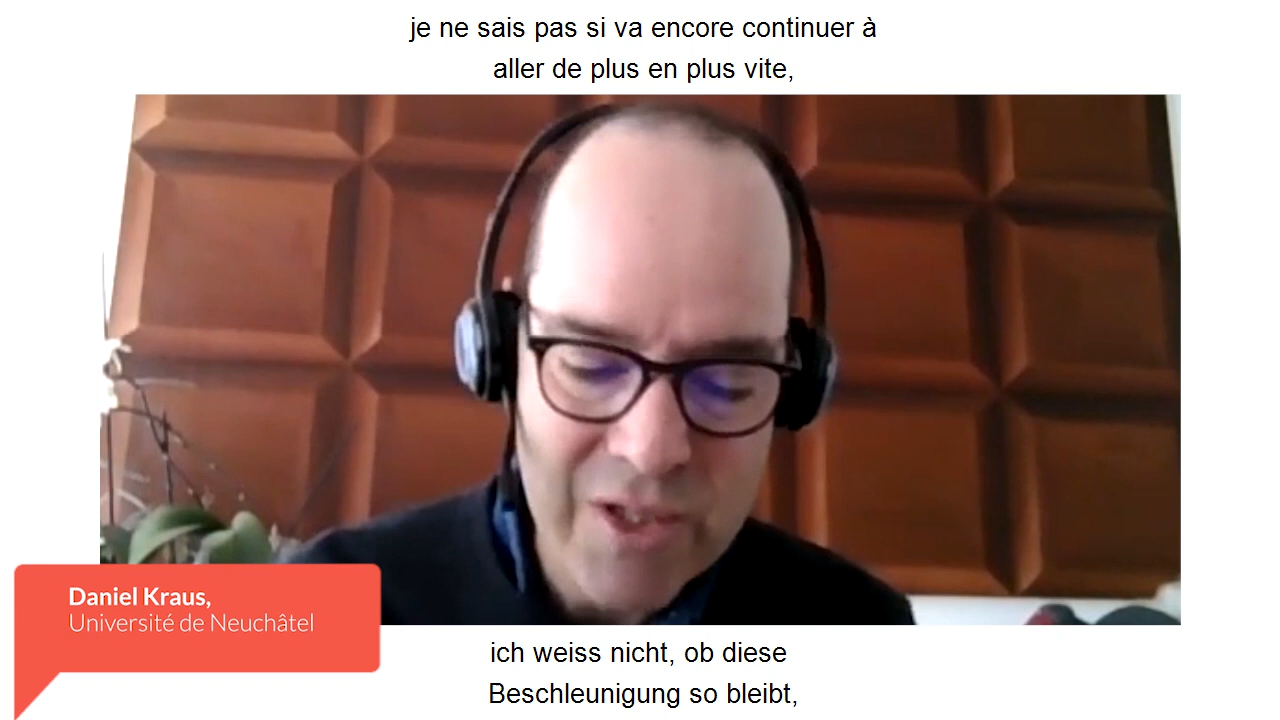 je ne sais pas si va encore continuer à
aller de plus en plus vite,
Daniel Kraus,
Université de Neuchâtel
ich weiss nicht, ob diese
Beschleunigung so bleibt,